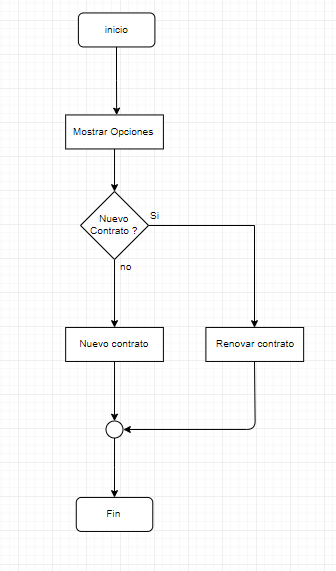 inicio
Mostrar Opciones
Nuevo
Contrato ?
Si
no
Nuevo contrato
Renovar contrato
Fin